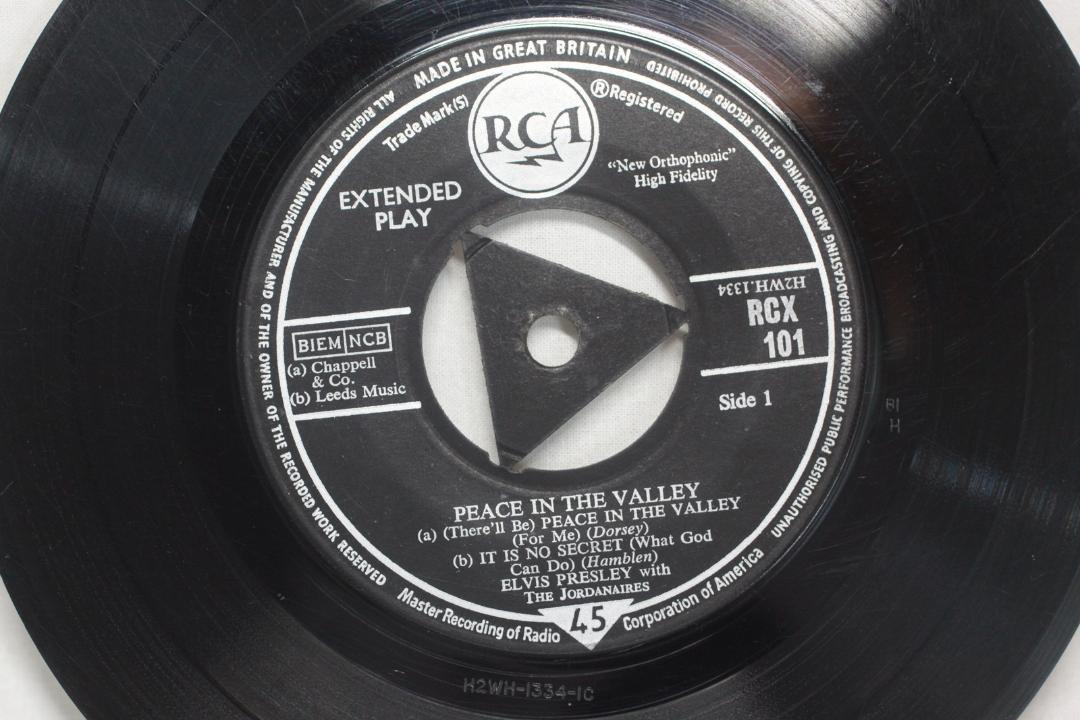 MADE IN GREAT BRITAIN
ALL RIGHTS OF THE MANUFACTURER AND OF THE OWNER OF THE RECORDED WORK RESERVED
UNAUTHORISED PUBLIC PERFORMANCE BROADCASTING AND COPYING OF THIS RECORD PROHIBITED
Trade Mark(S)
RCA
® Registered
"New Orthophonic"
High Fidelity
EXTENDED
PLAY
H2WH.1334
RCX
101
Side 1
BIEM NCB
(a) Chappell
& Co.
(b) Leeds Music
PEACE IN THE VALLEY
(a) (There'll Be) PEACE IN THE VALLEY
(For Me) (Dorsey)
(b) IT IS NO SECRET (What God
Can Do) (Hamblen)
ELVIS PRESLEY with
THE JORDANAIRES
Master Recording of Radio Corporation of America
45
H2WH-1334-1C
BI
H